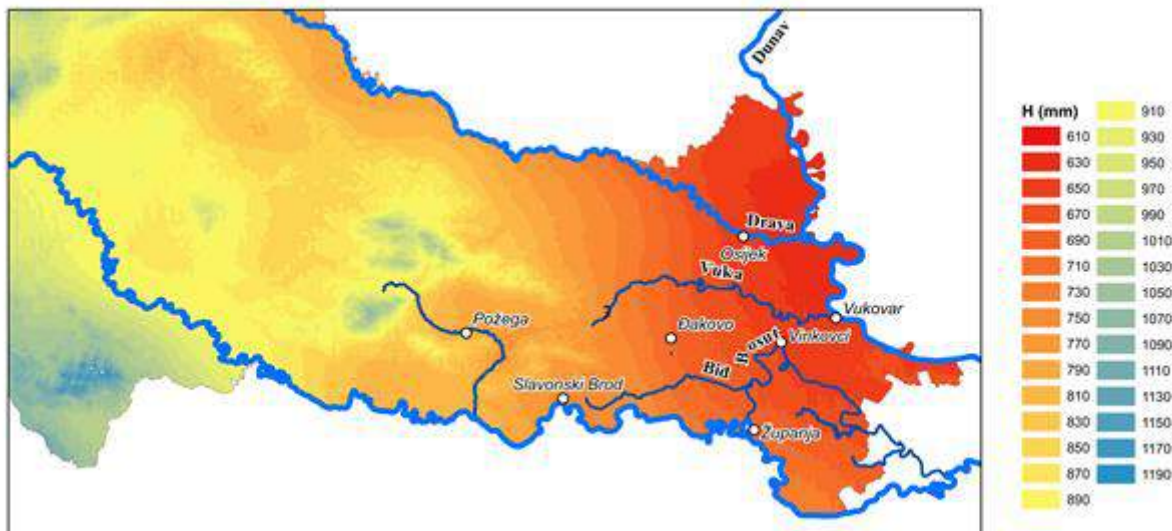 Dunav
Drava
Osijek
Vuka
Vukovar
Požega
Đakovo
Bosut
Vinkovci
Bid
Slavonski Brod
Županja
H (mm)
610
630
650
670
690
710
730
750
770
790
810
830
850
870
890
910
930
950
970
990
1010
1030
1050
1070
1090
1110
1130
1150
1170
1190